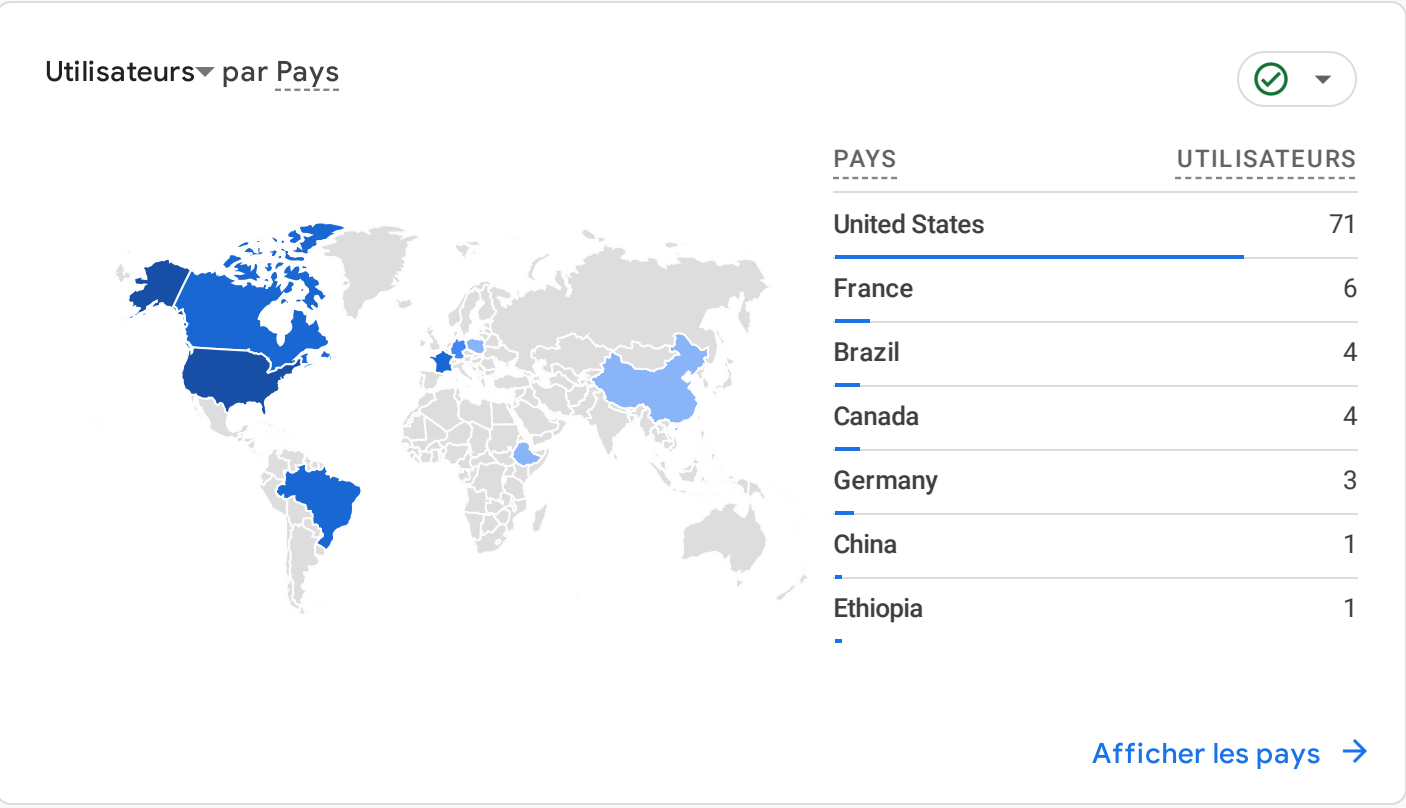 Utilisateurs par Pays
PAYS UTILISATEURS
United States 71
France 6
Brazil 4
Canada 4
Germany 3
China 1
Ethiopia 1
Afficher les pays